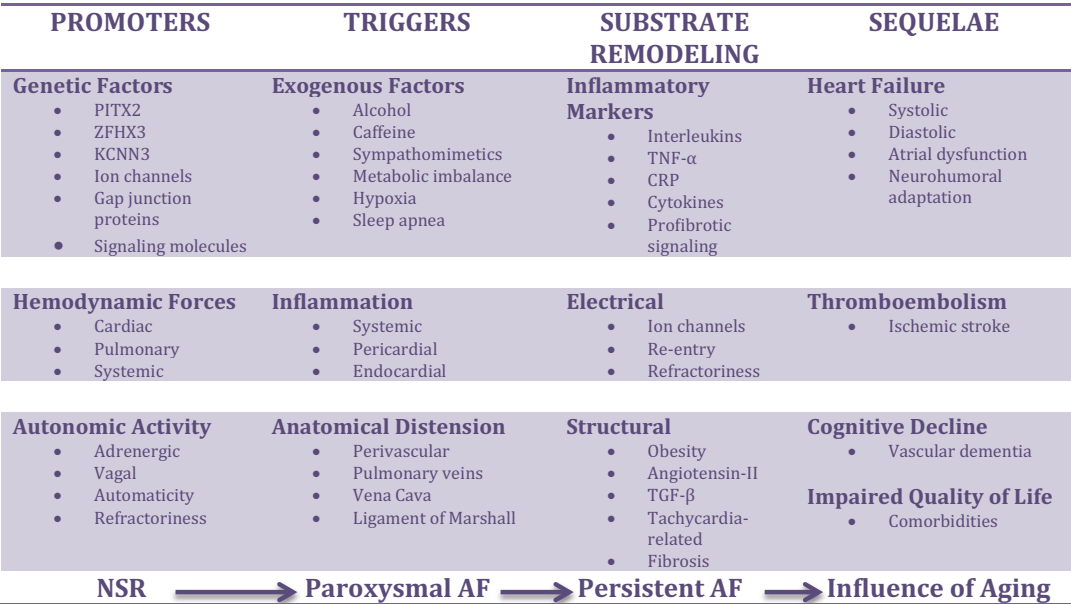 PROMOTERS TRIGGERS SUBSTRATE REMODELING SEQUELAE
Genetic Factors
• PITX2
• ZFHX3
• KCNN3
• Ion channels
• Gap junction
proteins
• Signaling molecules
Exogenous Factors
• Alcohol
• Caffeine
• Sympathomimetics
• Metabolic imbalance
• Hypoxia
• Sleep apnea
Inflammatory
Markers
• Interleukins
• TNF-α
• CRP
• Cytokines
• Profibrotic
signaling
Heart Failure
• Systolic
• Diastolic
• Atrial dysfunction
• Neurohumoral
adaptation
Hemodynamic Forces
• Cardiac
• Pulmonary
• Systemic
Inflammation
• Systemic
• Pericardial
• Endocardial
Electrical
• Ion channels
• Re-entry
• Refractoriness
Thromboembolism
• Ischemic stroke
Autonomic Activity
• Adrenergic
• Vagal
• Automaticity
• Refractoriness
Anatomical Distension
• Perivascular
• Pulmonary veins
• Vena Cava
• Ligament of Marshall
Structural
• Obesity
• Angiotensin-II
• TGF-β
• Tachycardia-
related
• Fibrosis
Cognitive Decline
• Vascular dementia
Impaired Quality of Life
• Comorbidities
NSR Paroxysmal AF Persistent AF Influence of Aging